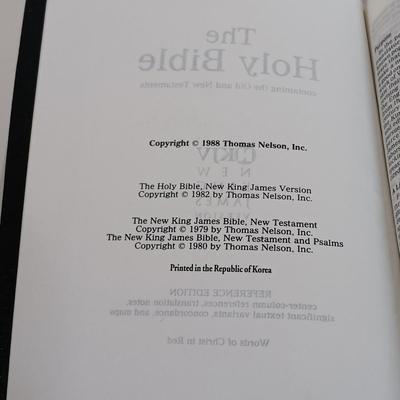 The
Holy Bible
containing the Old and New Testaments
Copyright © 1988 Thomas Nelson, Inc.
NKJV
NEW
The Holy Bible, New King James Version
Copyright © 1982 by Thomas Nelson, Inc.
JAMES
VERSION
The New King James Bible, New Testament
Copyright © 1979 by Thomas Nelson, Inc.
The New King James Bible, New Testament and Psalms
Copyright © 1980 by Thomas Nelson, Inc.
Printed in the Republic of Korea
REFERENCE EDITION
center-column references, translation notes,
significant textual variants, concordance, and maps
Words of Christ in Red